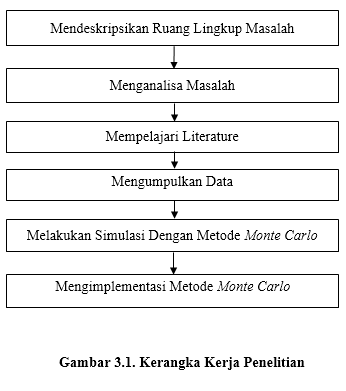 Mendeskripsikan Ruang Lingkup Masalah
Menganalisa Masalah
Mempelajari Literature
Mengumpulkan Data
Melakukan Simulasi Dengan Metode Monte Carlo
Mengimplementasi Metode Monte Carlo
Gambar 3.1. Kerangka Kerja Penelitian